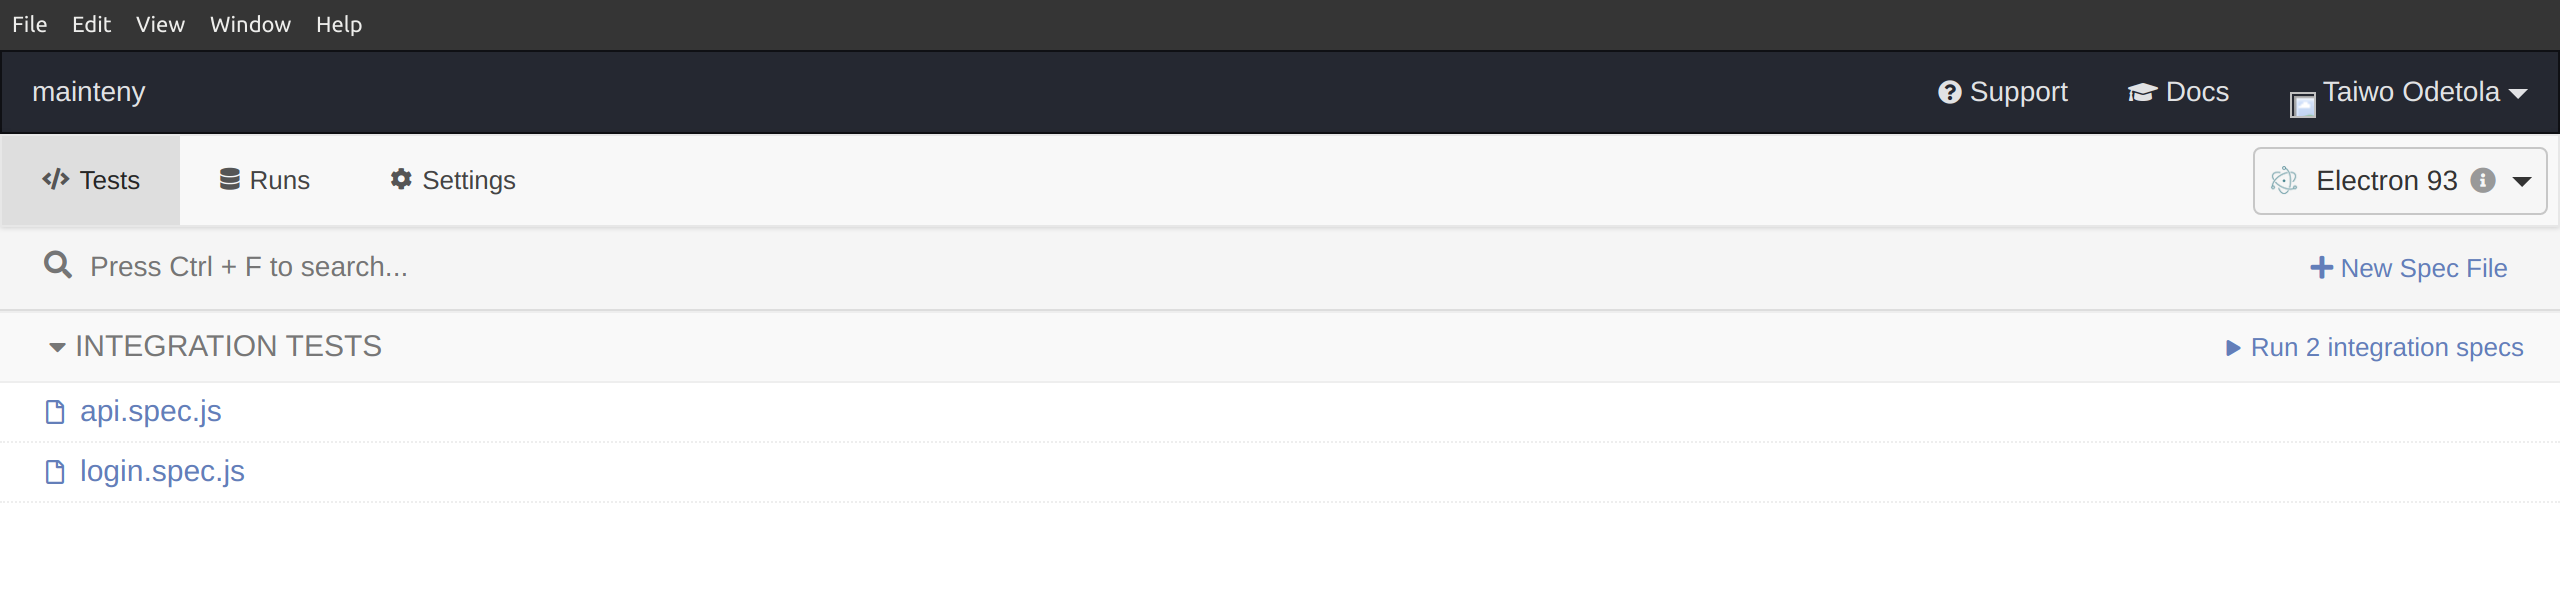 File Edit View Window Help
mainteny Support Docs Taiwo Odetola
Tests Runs Settings Electron 93
Press Ctrl + F to search... New Spec File
INTEGRATION TESTS Run 2 integration specs
api.spec.js
login.spec.js